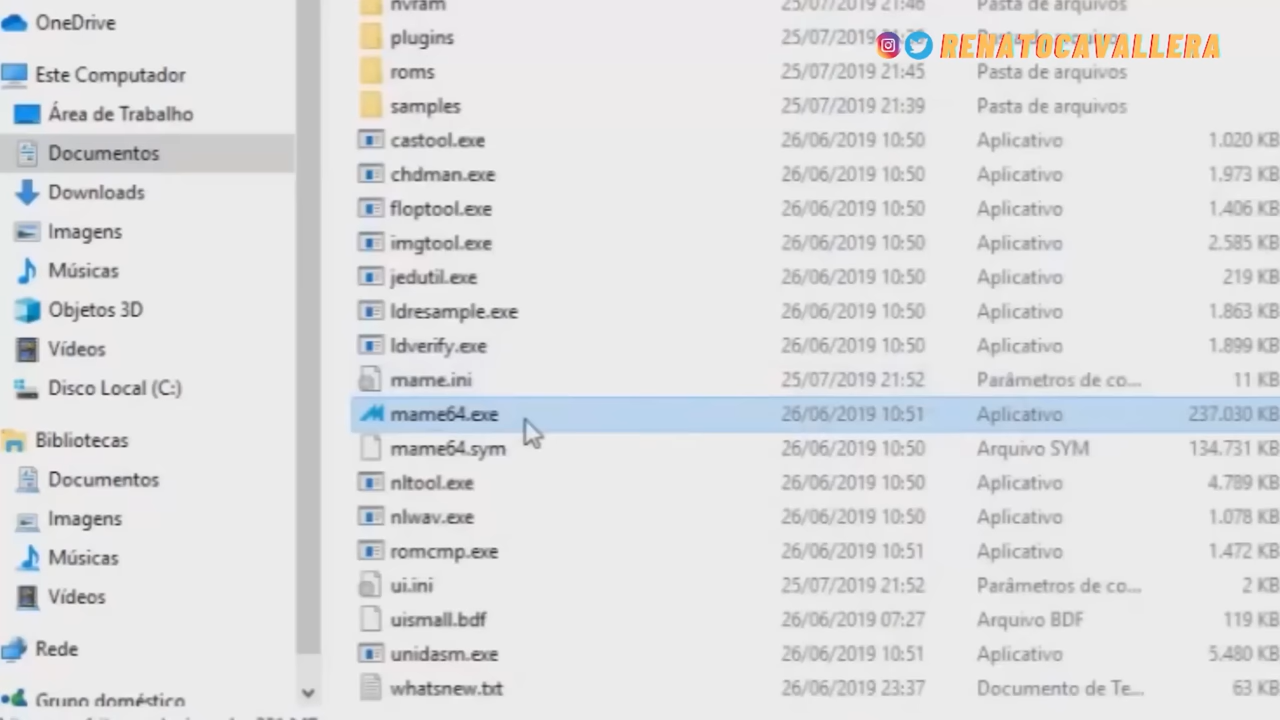 OneDrive
Este Computador
Área de Trabalho
Documentos
Downloads
Imagens
Músicas
Objetos 3D
Vídeos
Disco Local (C:)
Bibliotecas
Documentos
Imagens
Músicas
Vídeos
Rede
Grupo doméstico
nvram 25/07/2019 21:46 Pasta de arquivos
plugins 25/07/2019 Pasta de arquivos
RENATOCAVALLERA
roms 25/07/2019 21:45 Pasta de arquivos
samples 25/07/2019 21:39 Pasta de arquivos
castool.exe 26/06/2019 10:50 Aplicativo 1.020 KB
chdman.exe 26/06/2019 10:50 Aplicativo 1.973 KB
floptool.exe 26/06/2019 10:50 Aplicativo 1.406 KB
imgtool.exe 26/06/2019 10:50 Aplicativo 2.585 KB
jedutil.exe 26/06/2019 10:50 Aplicativo 219 KB
ldresample.exe 26/06/2019 10:50 Aplicativo 1.863 KB
ldverify.exe 26/06/2019 10:50 Aplicativo 1.899 KB
mame.ini 25/07/2019 21:52 Parâmetros de co... 11 KB
mame64.exe 26/06/2019 10:51 Aplicativo 237.030 KB
mame64.sym 26/06/2019 10:50 Arquivo SYM 134.731 KB
nltool.exe 26/06/2019 10:50 Aplicativo 4.789 KB
nlwav.exe 26/06/2019 10:50 Aplicativo 1.078 KB
romcmp.exe 26/06/2019 10:51 Aplicativo 1.472 KB
ui.ini 25/07/2019 21:52 Parâmetros de co... 2 KB
uismall.bdf 26/06/2019 07:27 Arquivo BDF 119 KB
unidasm.exe 26/06/2019 10:51 Aplicativo 5.480 KB
whatsnew.txt 26/06/2019 23:37 Documento de Te... 63 KB